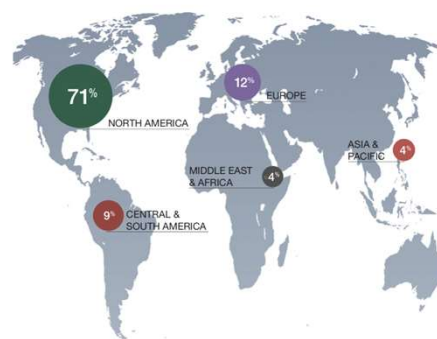 71%
NORTH AMERICA
12%
EUROPE
ASIA &
PACIFIC
4%
MIDDLE EAST
& AFRICA
4%
9%
CENTRAL &
SOUTH AMERICA